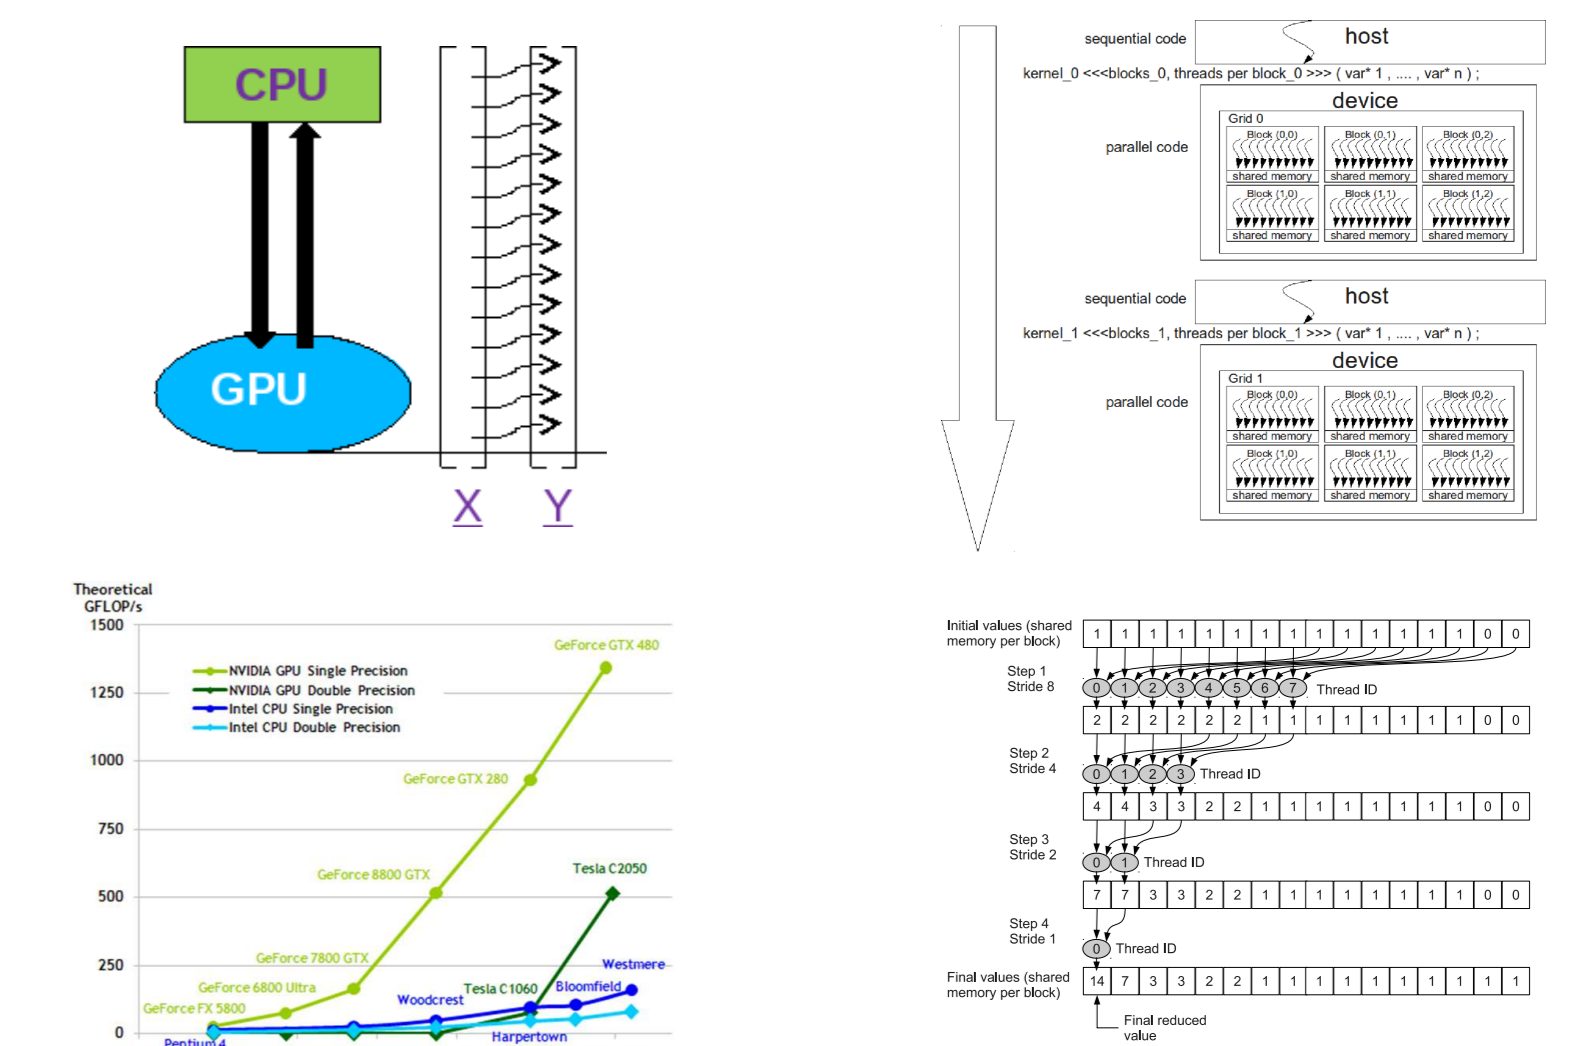 CPU
GPU
X Y
sequential code
host
kernel_0 <<<blocks_0, threads per block_0 >>> ( var* 1 , .... , var* n ) ;
device
Grid 0
parallel code
Block (0,0) Block (0,1) Block (0,2)
shared memory shared memory shared memory
Block (1,0) Block (1,1) Block (1,2)
shared memory shared memory shared memory
sequential code
host
kernel_1 <<<blocks_1, threads per block_1 >>> ( var* 1 , .... , var* n ) ;
device
Grid 1
parallel code
Block (0,0) Block (0,1) Block (0,2)
shared memory shared memory shared memory
Block (1,0) Block (1,1) Block (1,2)
shared memory shared memory shared memory
Theoretical
GFLOP/s
1500
1250
1000
750
500
250
0
NVIDIA GPU Single Precision
NVIDIA GPU Double Precision
Intel CPU Single Precision
Intel CPU Double Precision
GeForce GTX 480
GeForce GTX 280
GeForce 8800 GTX
Tesla C2050
GeForce 7800 GTX
Westmere
GeForce 6800 Ultra
Tesla C1060
Bloomfield
Woodcrest
GeForce FX 5800
Harpertown
Pentium 4
Initial values (shared
memory per block)
1 1 1 1 1 1 1 1 1 1 1 1 1 1 0 0
Step 1
Stride 8
0 1 2 3 4 5 6 7 Thread ID
2 2 2 2 2 2 1 1 1 1 1 1 1 1 0 0
Step 2
Stride 4
0 1 2 3 Thread ID
4 4 3 3 2 2 1 1 1 1 1 1 1 1 0 0
Step 3
Stride 2
0 1 Thread ID
7 7 3 3 2 2 1 1 1 1 1 1 1 1 0 0
Step 4
Stride 1
0 Thread ID
Final values (shared
memory per block)
14 7 3 3 2 2 1 1 1 1 1 1 1 1 1 1
Final reduced
value